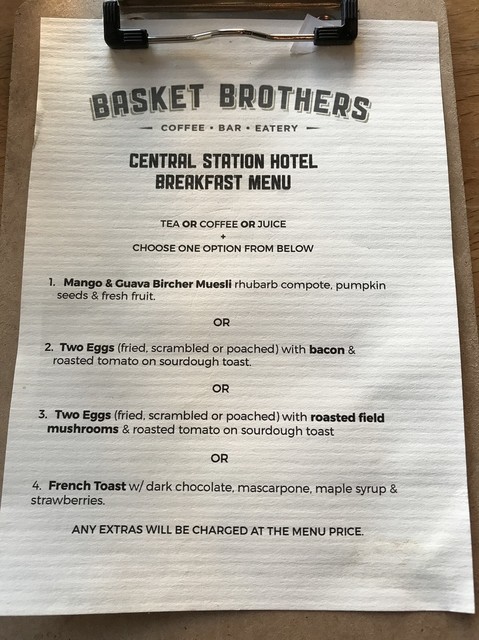 BASKET BROTHERS
COFFEE • BAR • EATERY
CENTRAL STATION HOTEL
BREAKFAST MENU
TEA OR COFFEE OR JUICE
+
CHOOSE ONE OPTION FROM BELOW
1. Mango & Guava Bircher Muesli rhubarb compote, pumpkin
seeds & fresh fruit.
OR
2. Two Eggs (fried, scrambled or poached) with bacon &
roasted tomato on sourdough toast.
OR
3. Two Eggs (fried, scrambled or poached) with roasted field
mushrooms & roasted tomato on sourdough toast
OR
4. French Toast w/ dark chocolate, mascarpone, maple syrup &
strawberries.
ANY EXTRAS WILL BE CHARGED AT THE MENU PRICE.